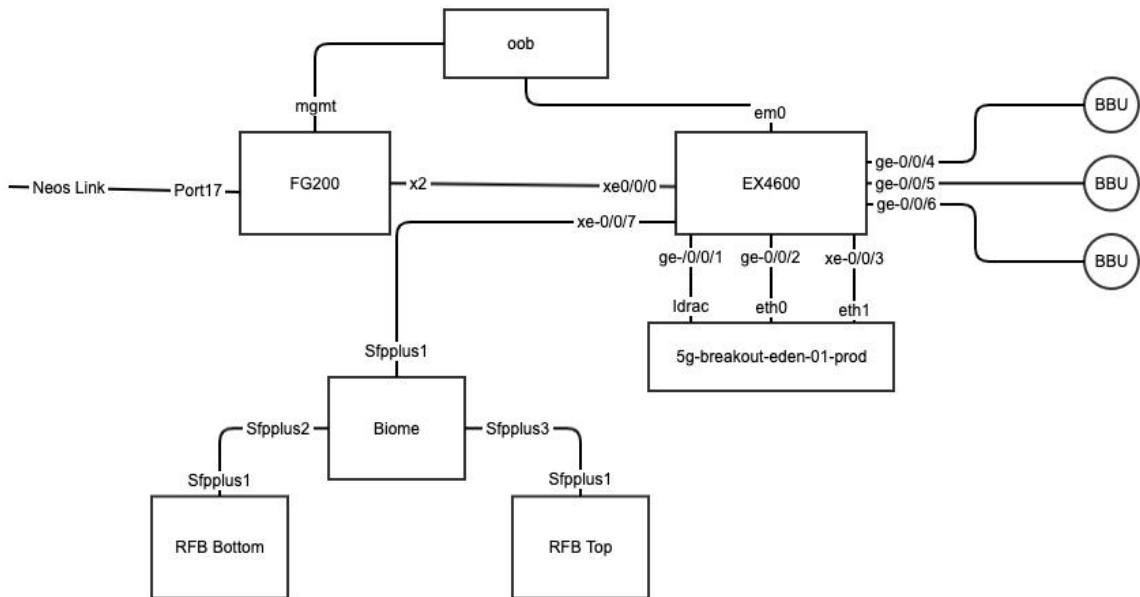 oob
mgmt
em0
BBU
Neos Link
Port17
FG200
x2
xe0/0/0
EX4600
ge-0/0/4
ge-0/0/5
ge-0/0/6
BBU
xe-0/0/7
ge-/0/0/1
ge-0/0/2
xe-0/0/3
BBU
Idrac
eth0
eth1
5g-breakout-eden-01-prod
Sfpplus1
Sfpplus2
Biome
Sfpplus3
Sfpplus1
Sfpplus1
RFB Bottom
RFB Top